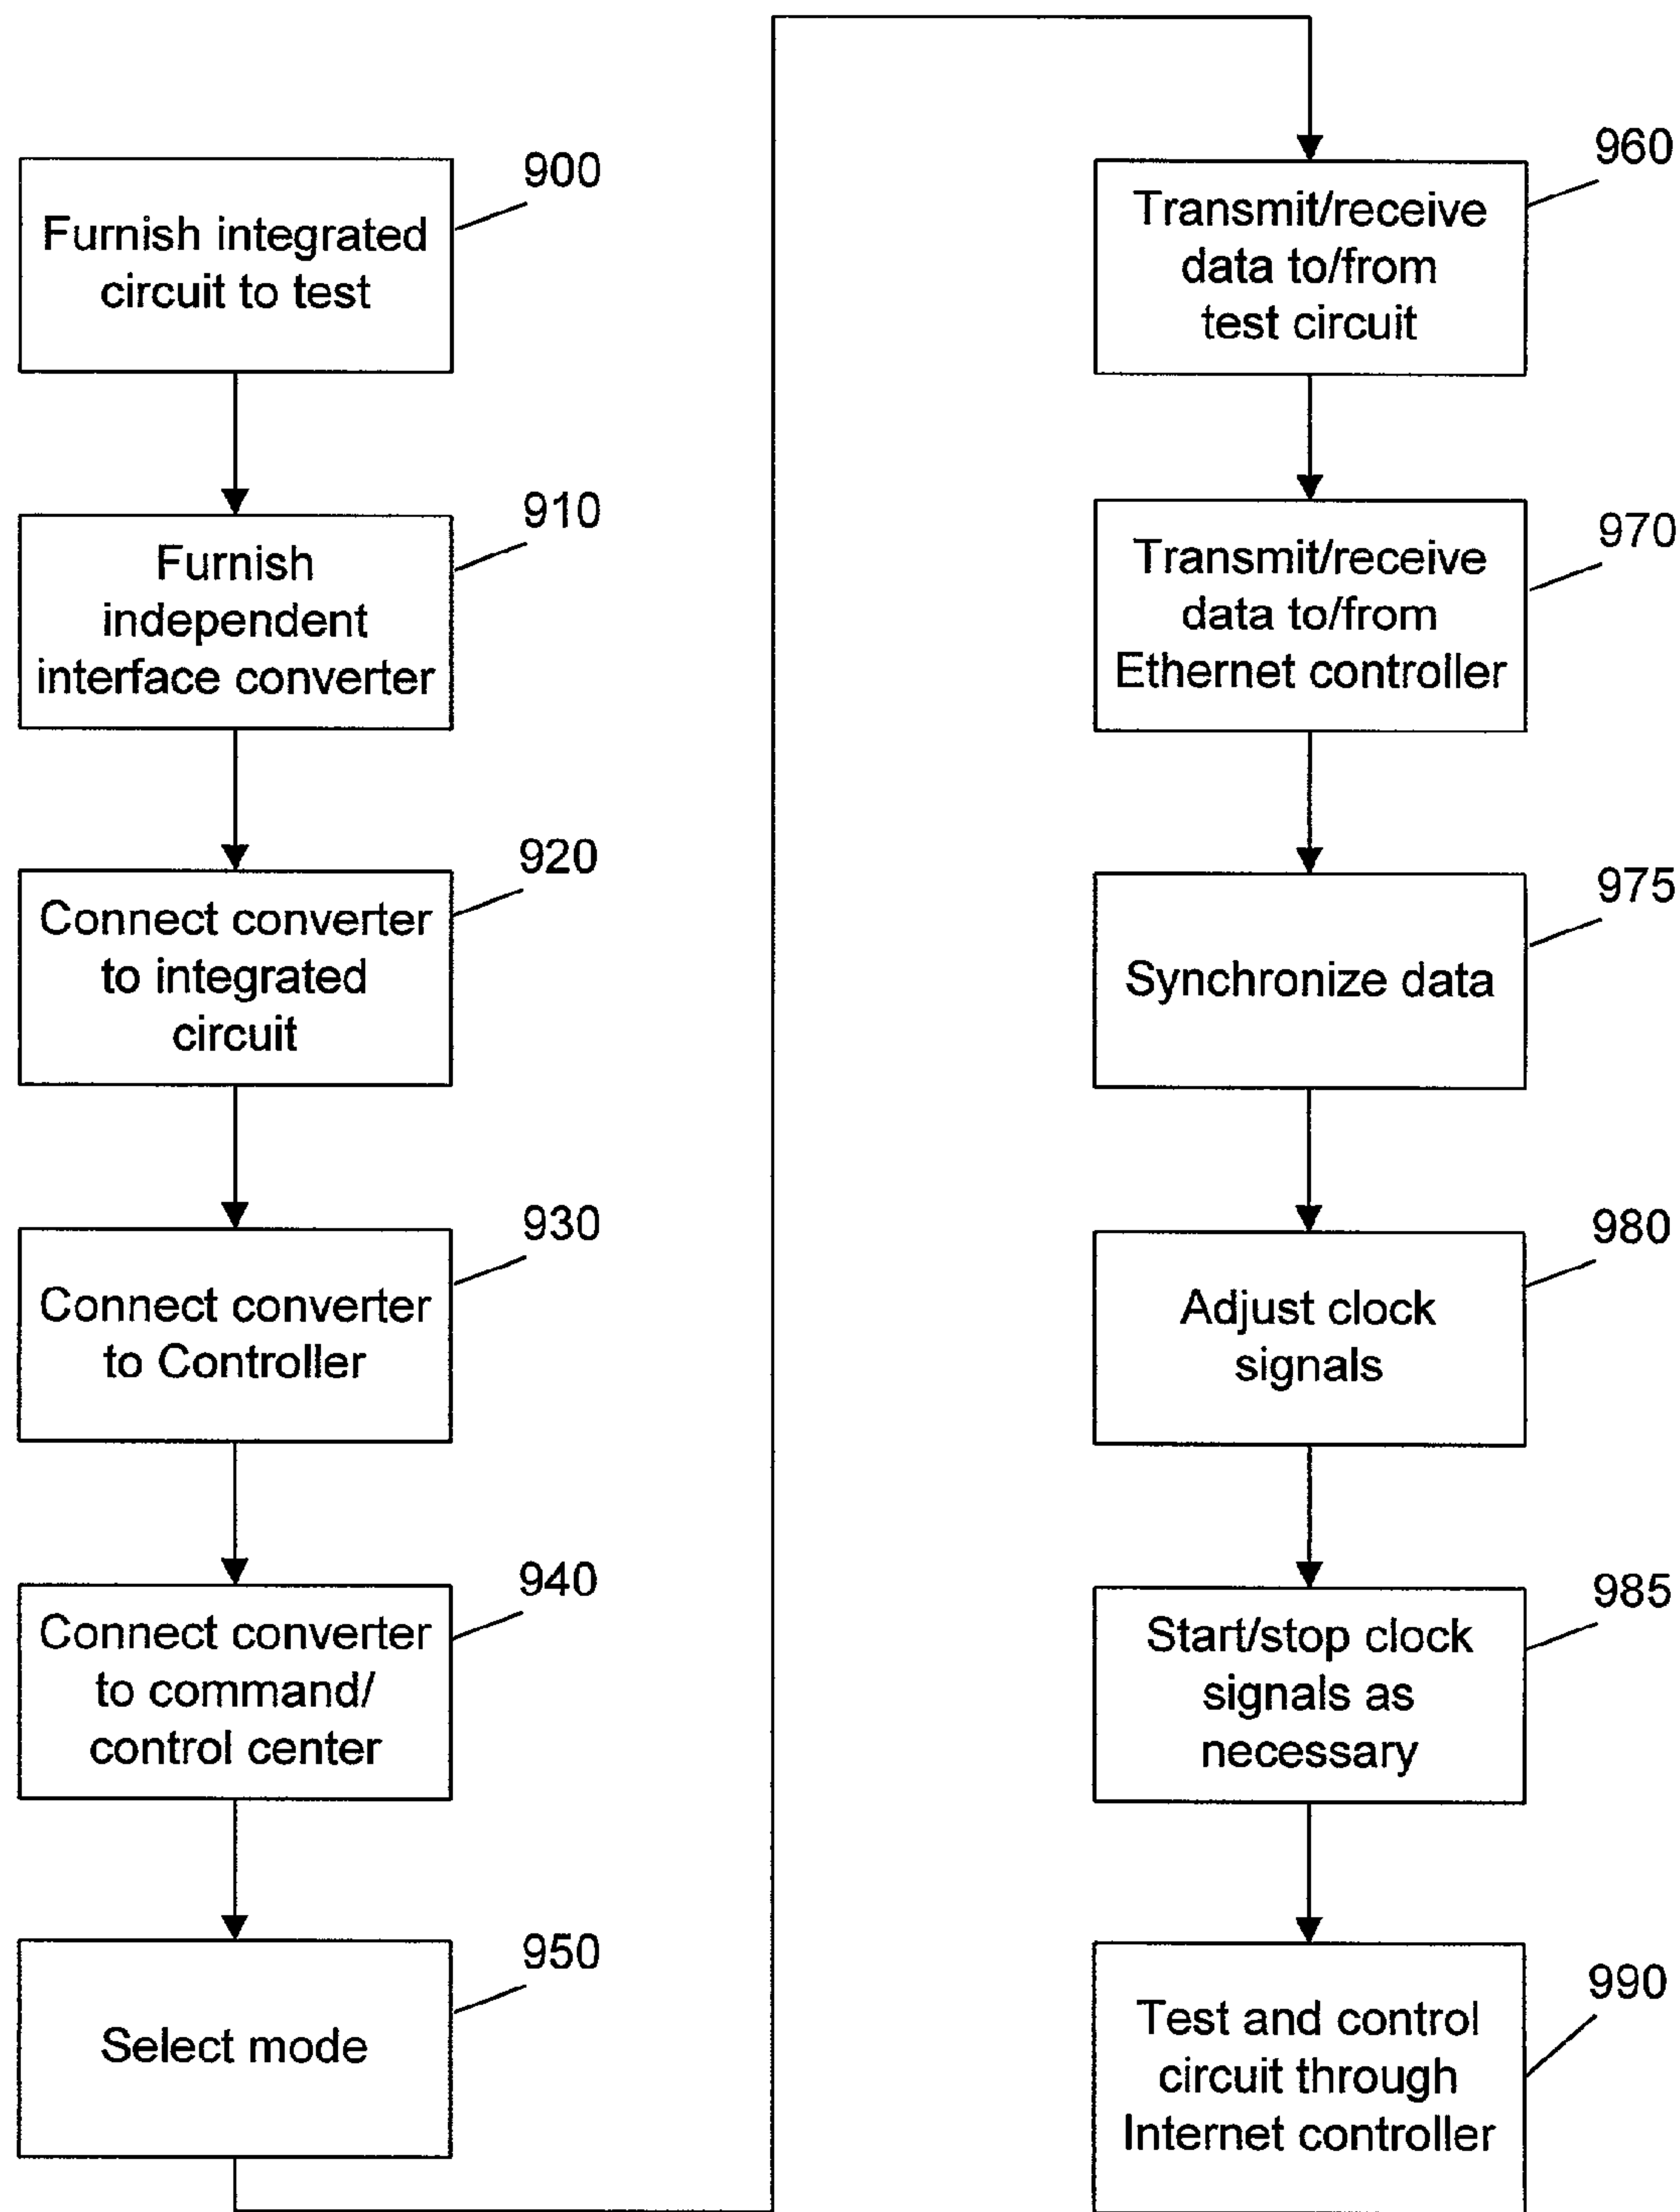 900
Furnish integrated
circuit to test
910
Furnish
independent
interface converter
920
Connect converter
to integrated
circuit
930
Connect converter
to Controller
940
Connect converter
to command/
control center
950
Select mode
960
Transmit/receive
data to/from
test circuit
970
Transmit/receive
data to/from
Ethernet controller
975
Synchronize data
980
Adjust clock
signals
985
Start/stop clock
signals as
necessary
990
Test and control
circuit through
Internet controller